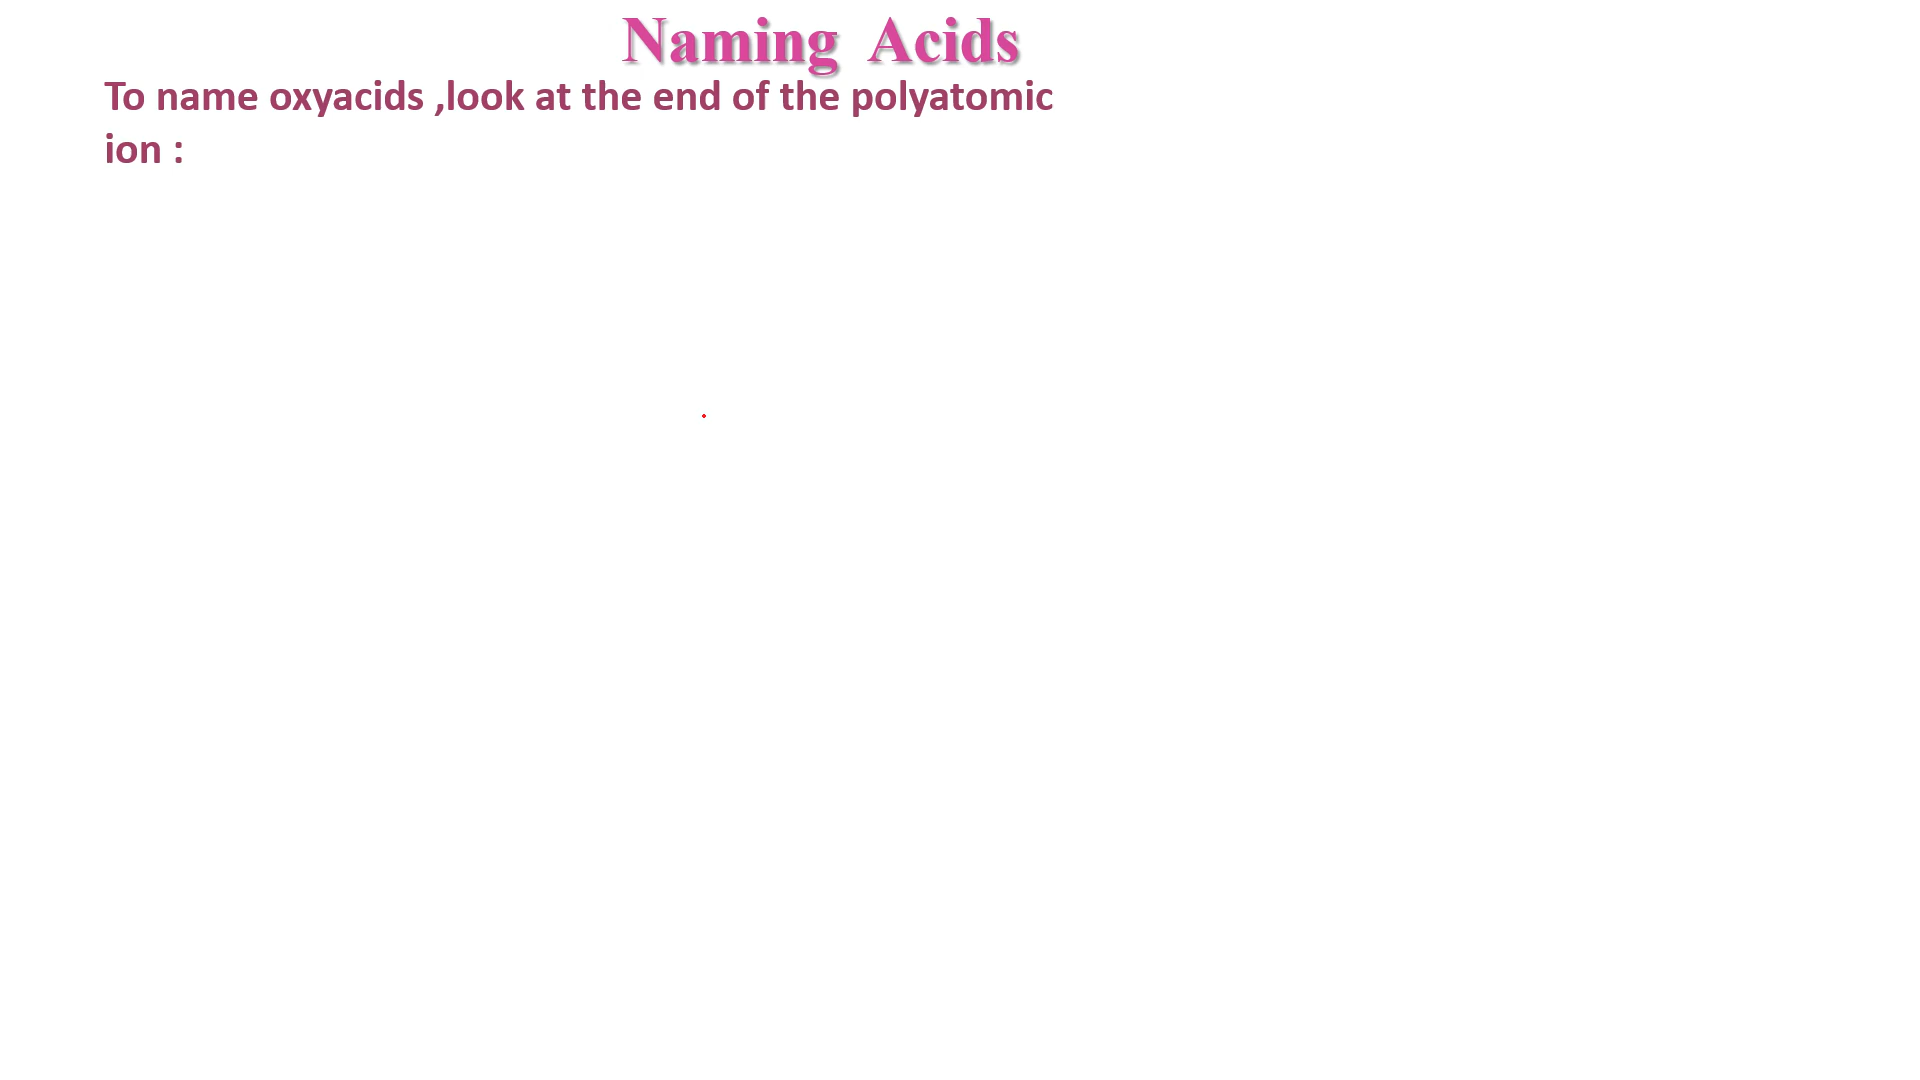 Naming Acids
To name oxyacids ,look at the end of the polyatomic
ion :